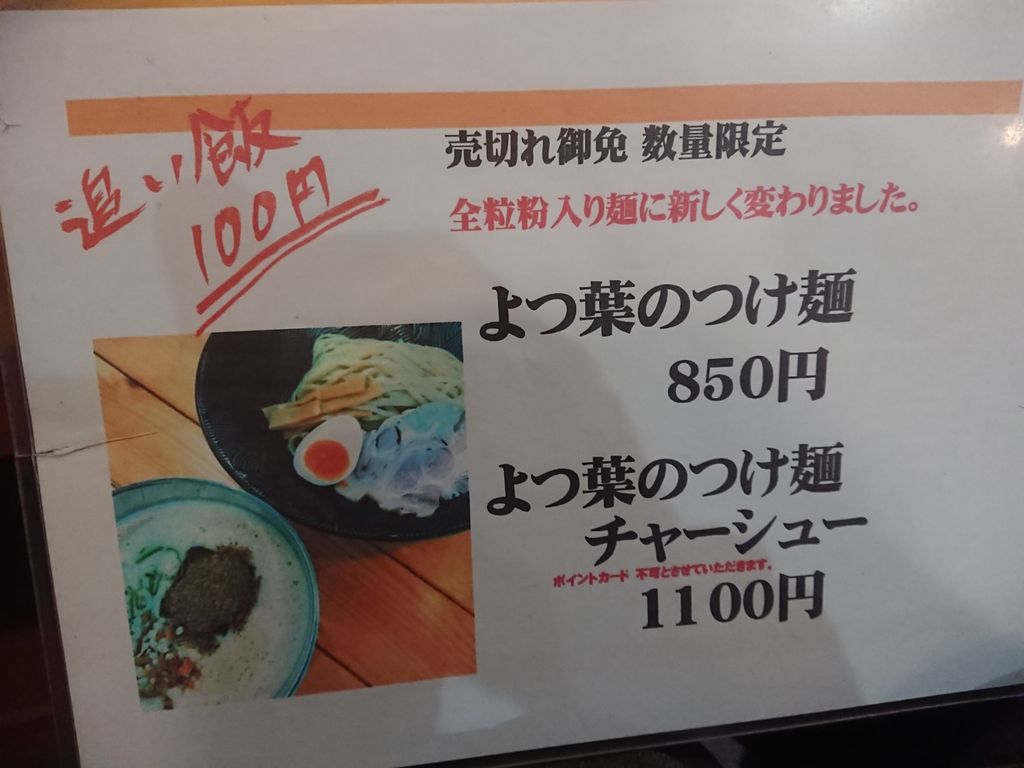 追い飯
100円
売切れ御免 数量限定
全粒粉入り麺に新しく変わりました。
よつ葉のつけ麺
850円
よつ葉のつけ麺
チャーシュー
ポイントカード 不可とさせていただきます。
1100円